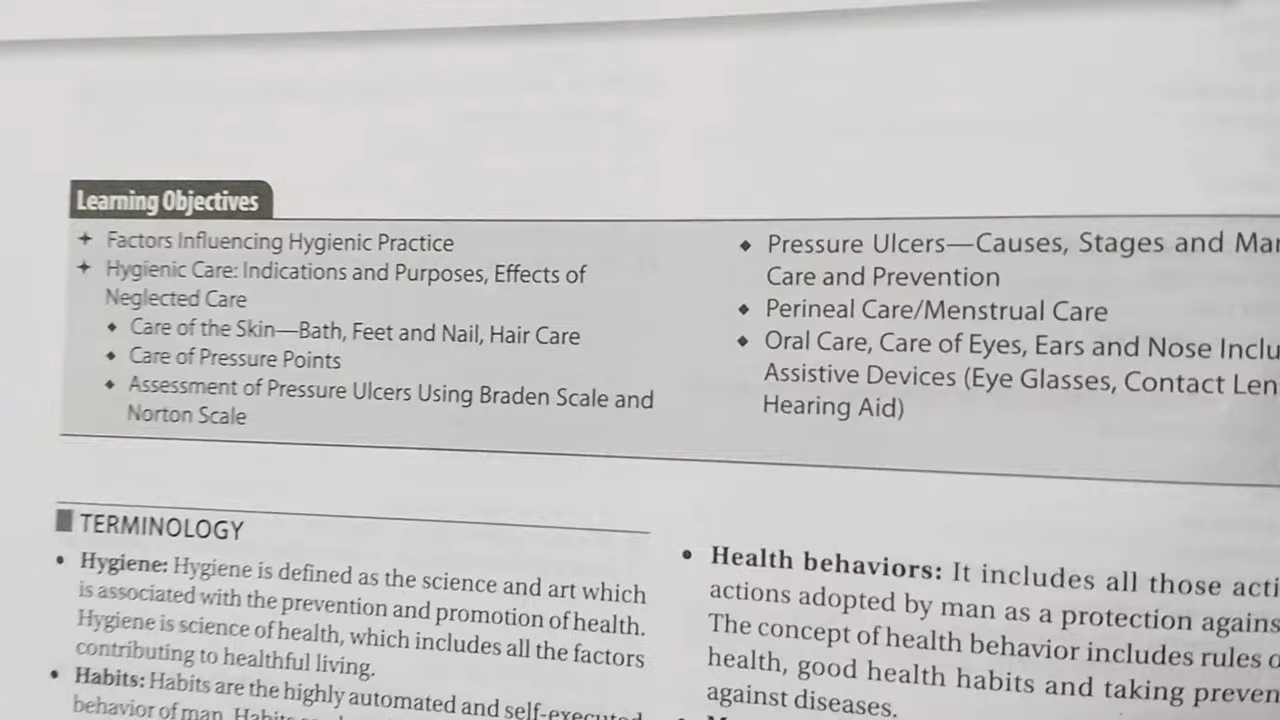 Learning Objectives
+ Factors Influencing Hygienic Practice
+ Hygienic Care: Indications and Purposes, Effects of
Neglected Care
◆ Care of the Skin—Bath, Feet and Nail, Hair Care
◆ Care of Pressure Points
◆ Assessment of Pressure Ulcers Using Braden Scale and
Norton Scale
◆ Pressure Ulcers—Causes, Stages and
Care and Prevention
◆ Perineal Care/Menstrual Care
◆ Oral Care, Care of Eyes, Ears and Nose
Assistive Devices (Eye Glasses, Contact
Hearing Aid)
TERMINOLOGY
• Hygiene: Hygiene is defined as the science and art which
is associated with the prevention and promotion of health.
Hygiene is science of health, which includes all the factors
contributing to healthful living.
• Habits: Habits are the highly automated and self-executed
behavior of man.
• Health behaviors: It includes all those
actions adopted by man as a protection
The concept of health behavior includes rules
health, good health habits and taking
against diseases.